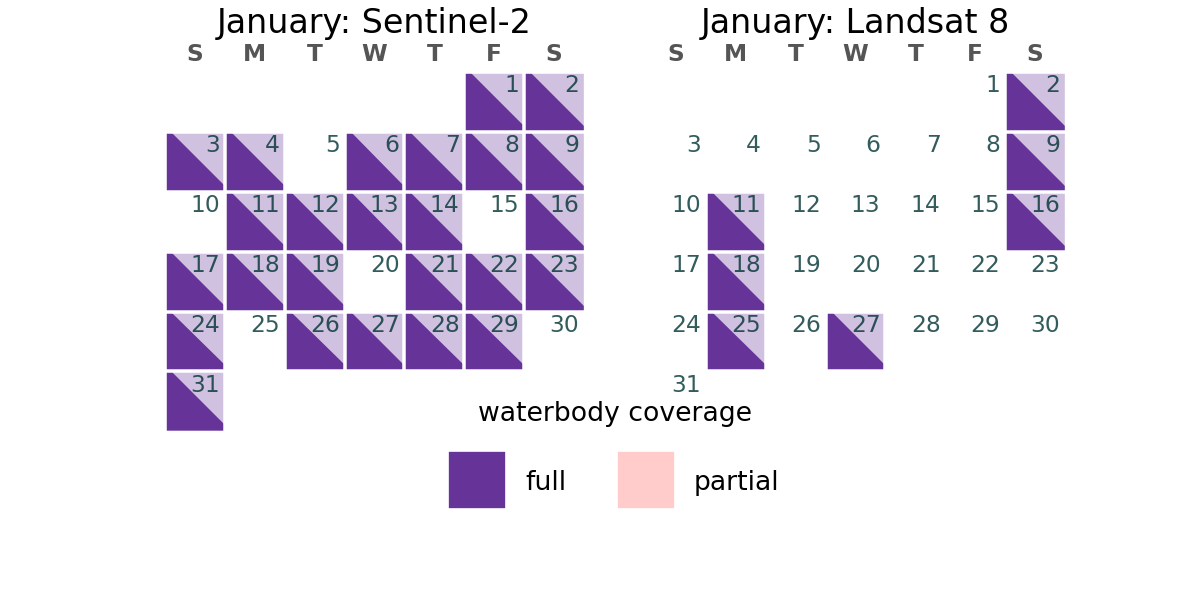 January: Sentinel-2
S M T W T F S
1 2
3 4 5 6 7 8 9
10 11 12 13 14 15 16
17 18 19 20 21 22 23
24 25 26 27 28 29 30
31
January: Landsat 8
S M T W T F S
1 2
3 4 5 6 7 8 9
10 11 12 13 14 15 16
17 18 19 20 21 22 23
24 25 26 27 28 29 30
31
waterbody coverage
full partial